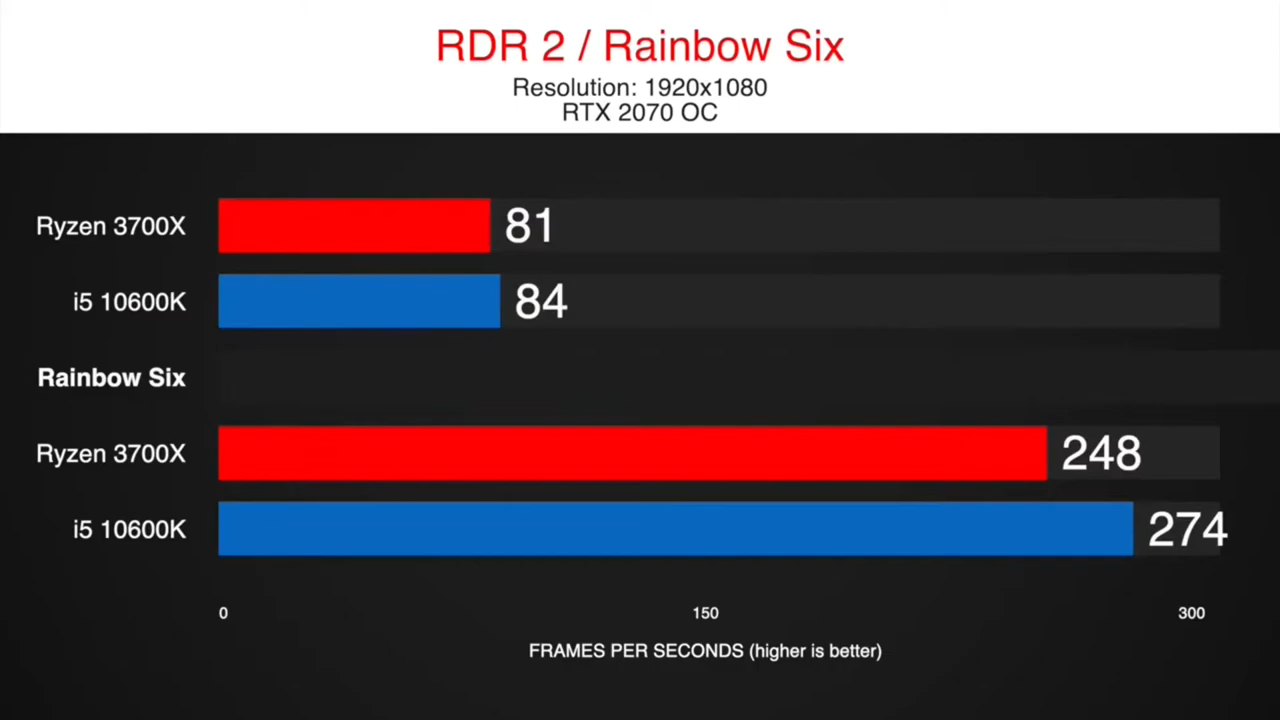 RDR 2 / Rainbow Six
Resolution: 1920x1080
RTX 2070 OC
Ryzen 3700X 81
i5 10600K 84
Rainbow Six
Ryzen 3700X 248
i5 10600K 274
0 150 300
FRAMES PER SECONDS (higher is better)